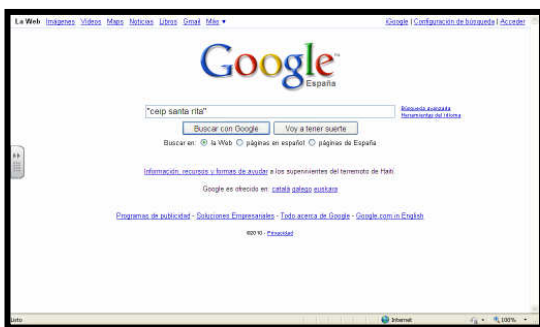 La Web Imágenes Vídeos Maps Noticias Libros Gmail Más ▼ iGoogle | Configuración de búsqueda | Acceder
Google
España
"ceip santa rita"
Búsqueda avanzada
Herramientas del idioma
Buscar con Google Voy a tener suerte
Buscar en: la Web páginas en español páginas de España
Información, recursos y formas de ayudar a los supervivientes del terremoto de Haití
Google es ofrecido en: català galego euskara
Programas de publicidad - Soluciones Empresariales - Todo acerca de Google - Google.com in English
©2010 - Privacidad
Listo Internet 100%